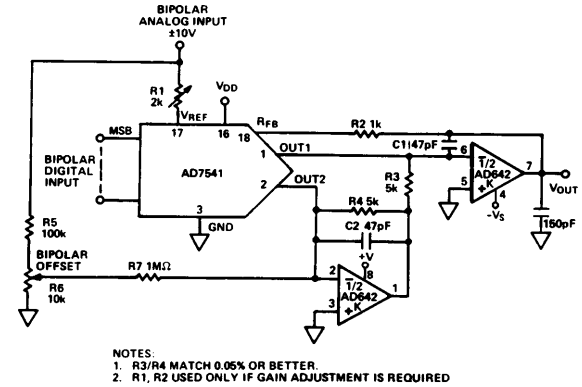 BIPOLAR
ANALOG INPUT
±10V
R1
2k
VDD
VREF
17
16
18
RFB
R2 1k
C1 47pF
MSB
1
OUT1
6
1/2
AD642
7
VOUT
BIPOLAR
DIGITAL
INPUT
AD7541
2
OUT2
R3
5k
5
+K
4
-VS
R4 5k
150pF
3
GND
C2 47pF
R5
100k
+V
8
BIPOLAR
OFFSET
R7 1MΩ
2
1/2
AD642
1
R6
10k
3
+K
NOTES:
1. R3/R4 MATCH 0.05% OR BETTER.
2. R1, R2 USED ONLY IF GAIN ADJUSTMENT IS REQUIRED